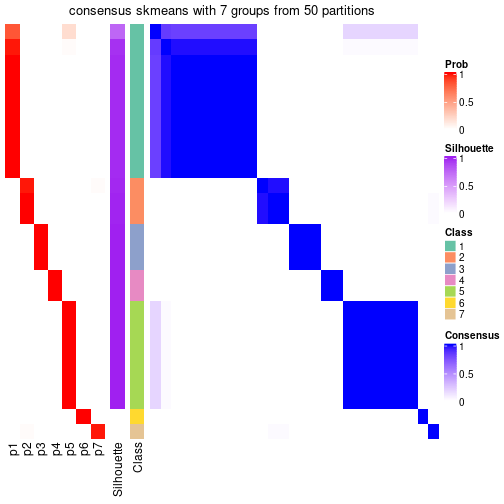 consensus skmeans with 7 groups from 50 partitions
Prob
1
0.5
0
Silhouette
1
0.5
0
Class
1
2
3
4
5
6
7
Consensus
1
0.5
0
p1 p2 p3 p4 p5 p6 p7 Silhouette Class